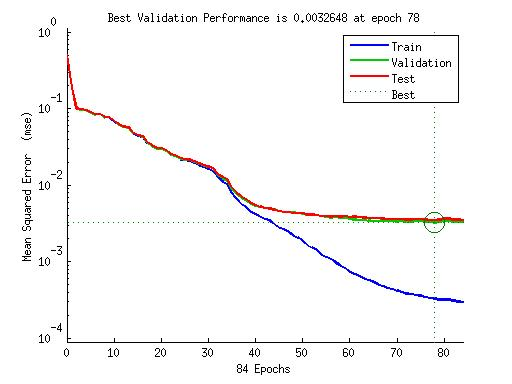 Best Validation Performance is 0.0032648 at epoch 78
10^0
10^-1
10^-2
10^-3
10^-4
Mean Squared Error (mse)
Train
Validation
Test
Best
0 10 20 30 40 50 60 70 80
84 Epochs